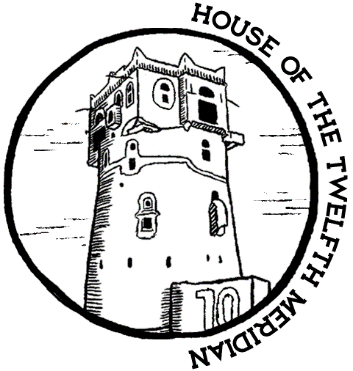 HOUSE OF THE TWELFTH MERIDIAN
10